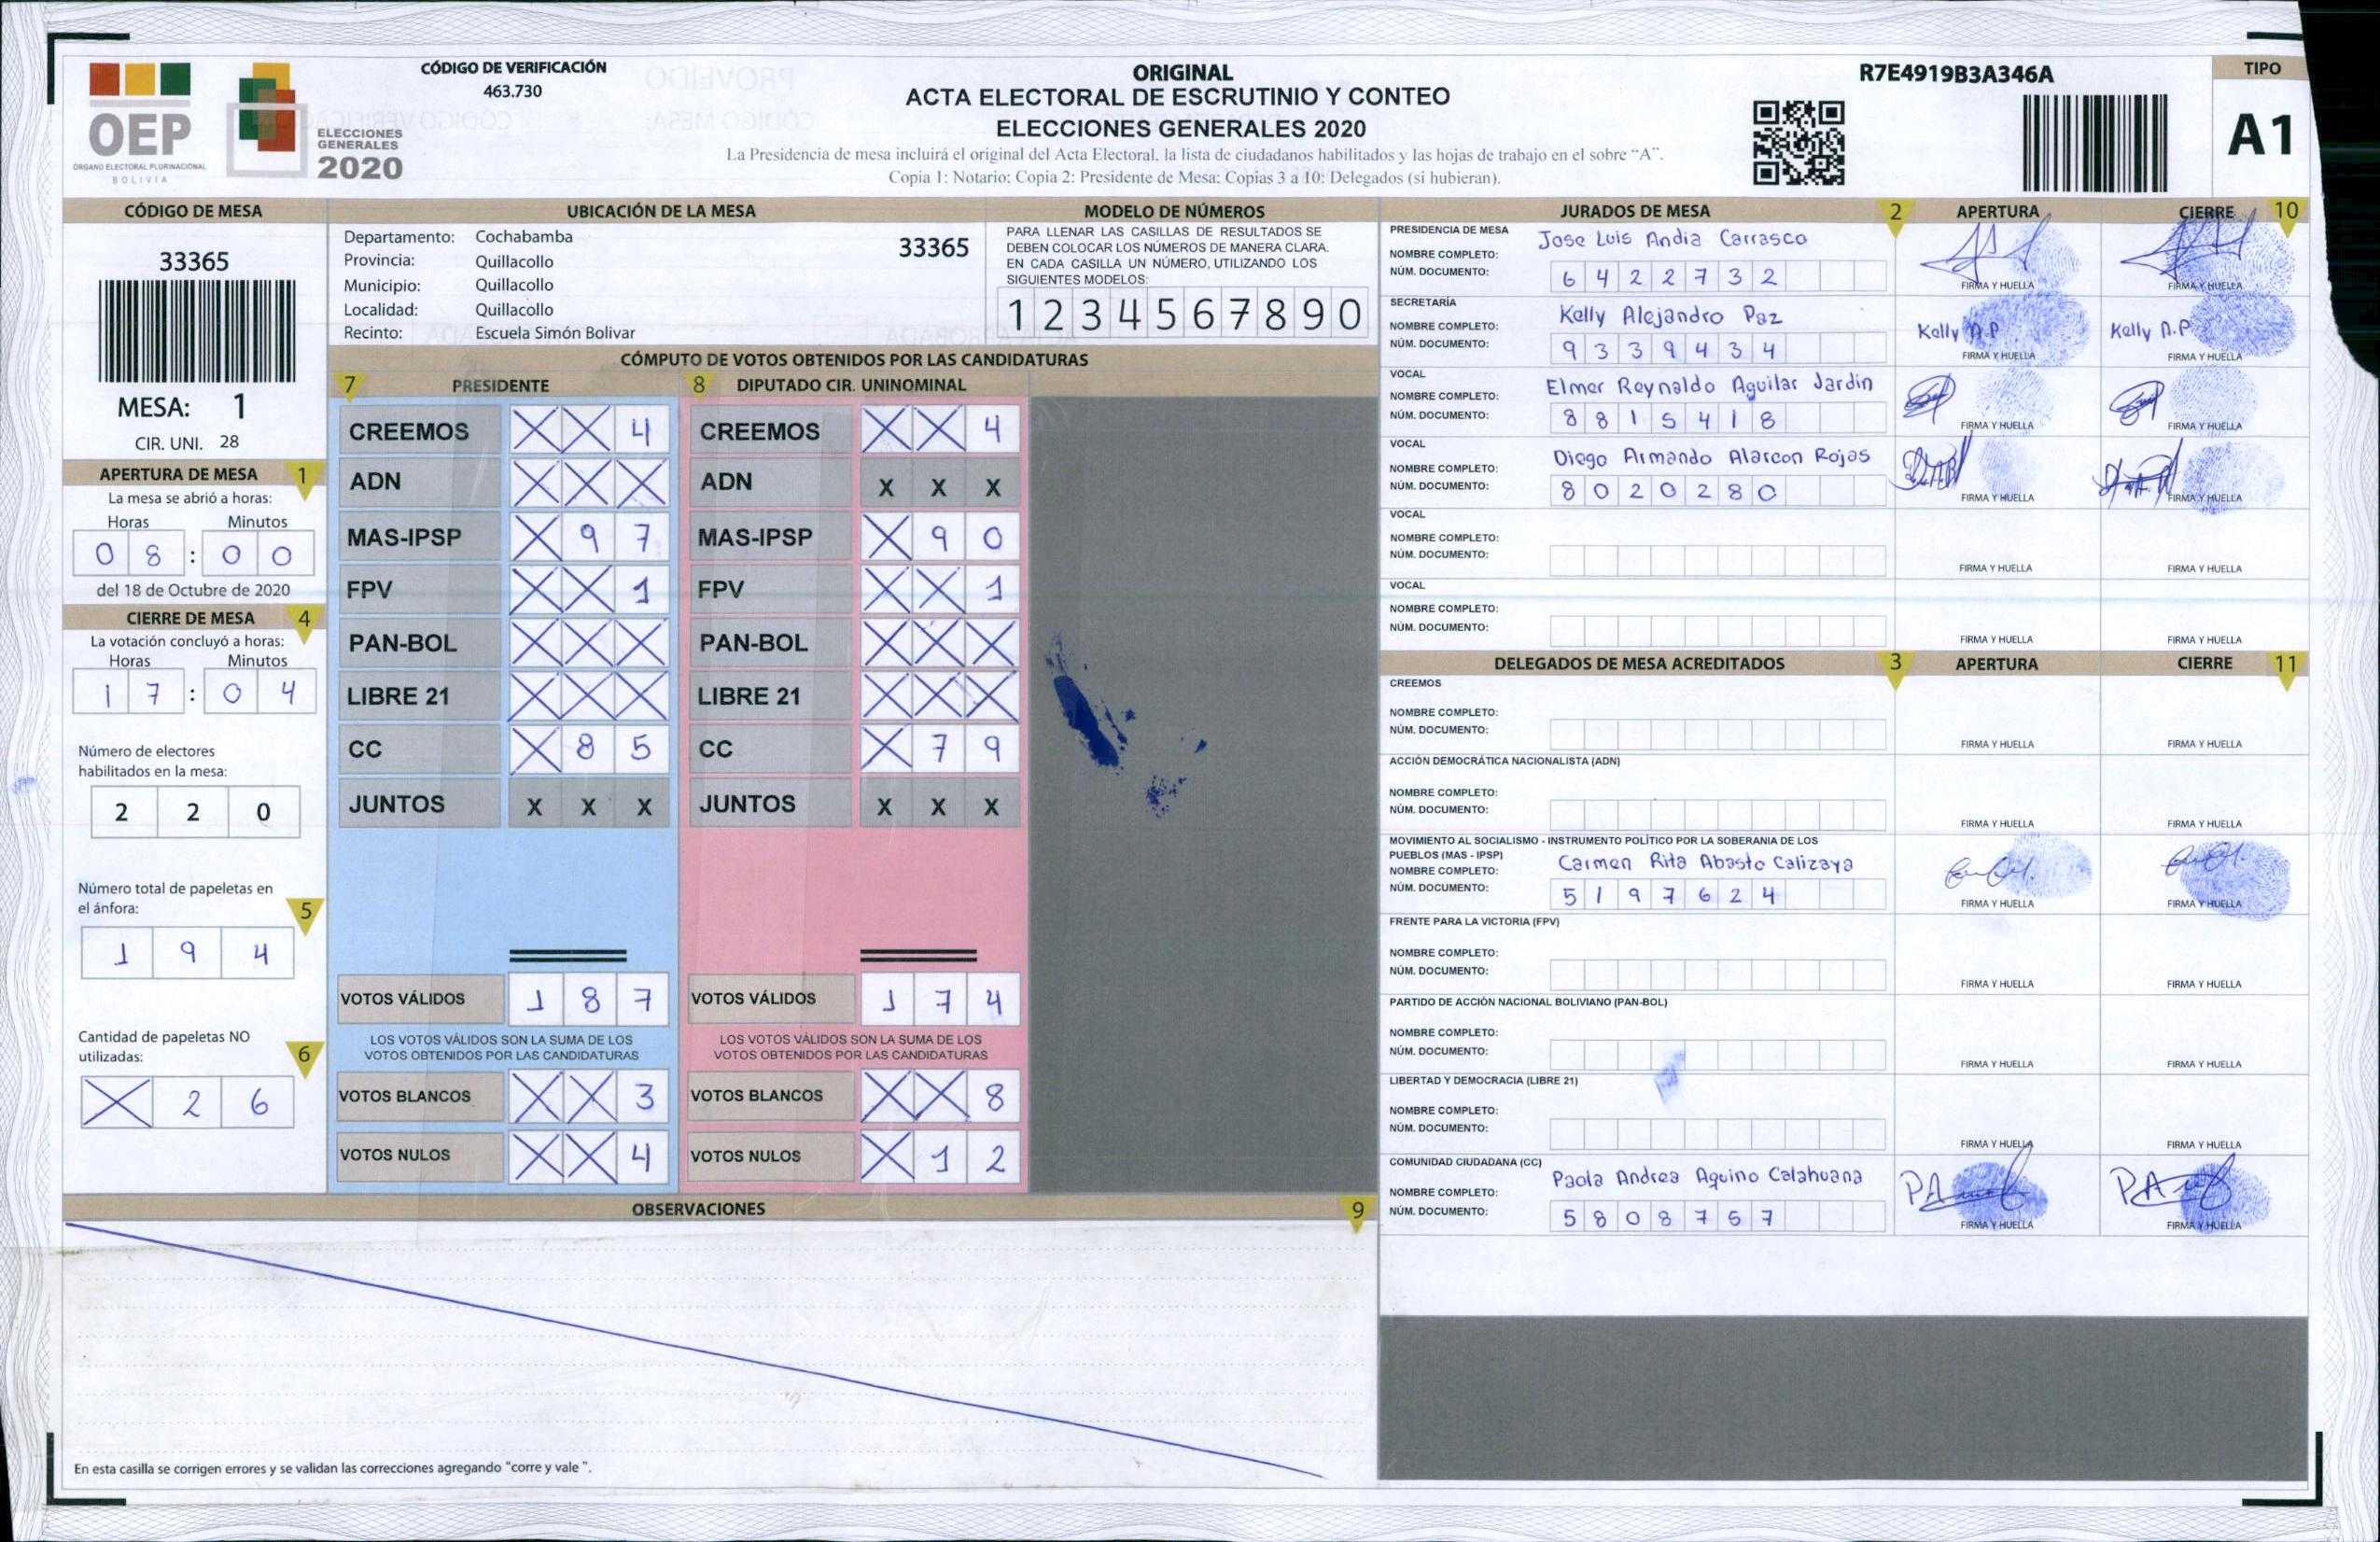 OEP
ÓRGANO ELECTORAL PLURINACIONAL
BOLIVIA
ELECCIONES
GENERALES
2020
CÓDIGO DE VERIFICACIÓN
463.730
ORIGINAL
ACTA ELECTORAL DE ESCRUTINIO Y CONTEO
ELECCIONES GENERALES 2020
La Presidencia de mesa incluirá el original del Acta Electoral, la lista de ciudadanos habilitados y las hojas de trabajo en el sobre "A".
Copia 1: Notario; Copia 2: Presidente de Mesa; Copias 3 a 10: Delegados (si hubieran).
R7E4919B3A346A
TIPO
A1
CÓDIGO DE MESA
33365
MESA: 1
CIR. UNI. 28
APERTURA DE MESA 1
La mesa se abrió a horas:
Horas Minutos
0 8 : 0 0
del 18 de Octubre de 2020
CIERRE DE MESA 4
La votación concluyó a horas:
Horas Minutos
1 7 : 0 4
Número de electores
habilitados en la mesa:
2 2 0
Número total de papeletas en
el ánfora: 5
1 9 4
Cantidad de papeletas NO
utilizadas: 6
X 2 6
UBICACIÓN DE LA MESA
Departamento: Cochabamba
33365
Provincia: Quillacollo
Municipio: Quillacollo
Localidad: Quillacollo
Recinto: Escuela Simón Bolivar
MODELO DE NÚMEROS
PARA LLENAR LAS CASILLAS DE RESULTADOS SE
DEBEN COLOCAR LOS NÚMEROS DE MANERA CLARA.
EN CADA CASILLA UN NÚMERO, UTILIZANDO LOS
SIGUIENTES MODELOS:
1 2 3 4 5 6 7 8 9 0
CÓMPUTO DE VOTOS OBTENIDOS POR LAS CANDIDATURAS
7 PRESIDENTE 8 DIPUTADO CIR. UNINOMINAL
CREEMOS X X 4 CREEMOS X X 4
ADN X X X ADN X X X
MAS-IPSP X 9 7 MAS-IPSP X 9 0
FPV X X 1 FPV X X 1
PAN-BOL X X X PAN-BOL X X X
LIBRE 21 X X X LIBRE 21 X X X
CC X 8 5 CC X 7 9
JUNTOS X X X JUNTOS X X X
VOTOS VÁLIDOS 1 8 7 VOTOS VÁLIDOS 1 7 4
LOS VOTOS VÁLIDOS SON LA SUMA DE LOS LOS VOTOS VÁLIDOS SON LA SUMA DE LOS
VOTOS OBTENIDOS POR LAS CANDIDATURAS VOTOS OBTENIDOS POR LAS CANDIDATURAS
VOTOS BLANCOS X X 3 VOTOS BLANCOS X X 8
VOTOS NULOS X X 4 VOTOS NULOS X 1 2
OBSERVACIONES 9
En esta casilla se corrigen errores y se validan las correcciones agregando "corre y vale ".
JURADOS DE MESA 2 APERTURA CIERRE 10
PRESIDENCIA DE MESA Jose Luis Andia Carrasco
NOMBRE COMPLETO:
NÚM. DOCUMENTO: 6 4 2 2 7 3 2
FIRMA Y HUELLA FIRMA Y HUELLA
SECRETARÍA
NOMBRE COMPLETO: Kelly Alejandro Paz
Kelly A.P Kelly A.P
NÚM. DOCUMENTO: 9 3 3 9 4 3 4
FIRMA Y HUELLA FIRMA Y HUELLA
VOCAL
NOMBRE COMPLETO: Elmer Reynaldo Aguilar Jardin
NÚM. DOCUMENTO: 8 8 1 5 4 1 8
FIRMA Y HUELLA FIRMA Y HUELLA
VOCAL
NOMBRE COMPLETO: Diego Armando Alarcon Rojas
NÚM. DOCUMENTO: 8 0 2 0 2 8 0
FIRMA Y HUELLA FIRMA Y HUELLA
VOCAL
NOMBRE COMPLETO:
NÚM. DOCUMENTO:
FIRMA Y HUELLA FIRMA Y HUELLA
VOCAL
NOMBRE COMPLETO:
NÚM. DOCUMENTO:
FIRMA Y HUELLA FIRMA Y HUELLA
DELEGADOS DE MESA ACREDITADOS 3 APERTURA CIERRE 11
CREEMOS
NOMBRE COMPLETO:
NÚM. DOCUMENTO:
FIRMA Y HUELLA FIRMA Y HUELLA
ACCIÓN DEMOCRÁTICA NACIONALISTA (ADN)
NOMBRE COMPLETO:
NÚM. DOCUMENTO:
FIRMA Y HUELLA FIRMA Y HUELLA
MOVIMIENTO AL SOCIALISMO - INSTRUMENTO POLÍTICO POR LA SOBERANIA DE LOS
PUEBLOS (MAS - IPSP) Carmen Rita Abasto Calizaya
NOMBRE COMPLETO:
NÚM. DOCUMENTO: 5 1 9 7 6 2 4
FIRMA Y HUELLA FIRMA Y HUELLA
FRENTE PARA LA VICTORIA (FPV)
NOMBRE COMPLETO:
NÚM. DOCUMENTO:
FIRMA Y HUELLA FIRMA Y HUELLA
PARTIDO DE ACCIÓN NACIONAL BOLIVIANO (PAN-BOL)
NOMBRE COMPLETO:
NÚM. DOCUMENTO:
FIRMA Y HUELLA FIRMA Y HUELLA
LIBERTAD Y DEMOCRACIA (LIBRE 21)
NOMBRE COMPLETO:
NÚM. DOCUMENTO:
FIRMA Y HUELLA FIRMA Y HUELLA
COMUNIDAD CIUDADANA (CC) Paola Andrea Aquino Calahuana
NOMBRE COMPLETO:
NÚM. DOCUMENTO: 5 8 0 8 7 6 7
FIRMA Y HUELLA FIRMA Y HUELLA